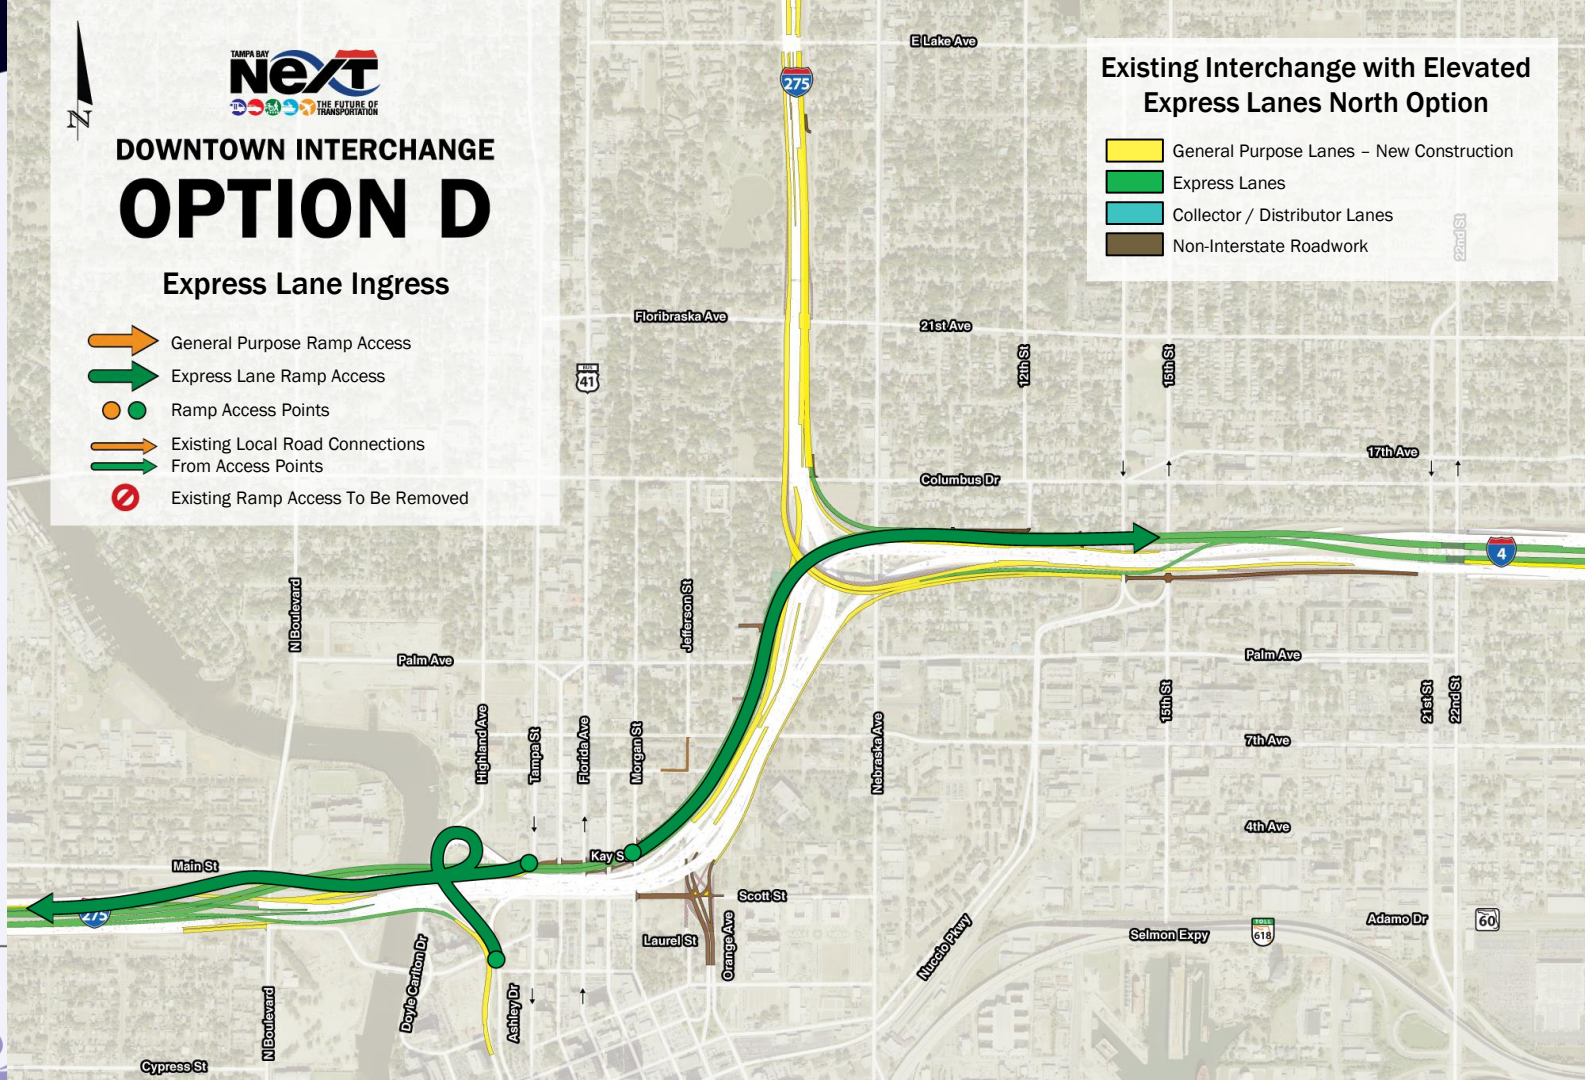 N
TAMPA BAY
NeXT
THE FUTURE OF
TRANSPORTATION
DOWNTOWN INTERCHANGE
OPTION D
Express Lane Ingress
General Purpose Ramp Access
Express Lane Ramp Access
Ramp Access Points
Existing Local Road Connections
From Access Points
Existing Ramp Access To Be Removed
Existing Interchange with Elevated
Express Lanes North Option
General Purpose Lanes – New Construction
Express Lanes
Collector / Distributor Lanes
Non-Interstate Roadwork
E Lake Ave
275
22nd St
Floribraska Ave
21st Ave
BUS
41
12th St
15th St
17th Ave
Columbus Dr
4
N Boulevard
Jefferson St
Palm Ave
Palm Ave
15th St
21st St
22nd St
Highland Ave
Tampa St
Florida Ave
Morgan St
Nebraska Ave
7th Ave
4th Ave
Main St
Kay S
275
Scott St
Laurel St
Orange Ave
Nuccio Pkwy
Selmon Expy
TOLL
618
Adamo Dr
60
Doyle Carlton Dr
Ashley Dr
N Boulevard
Cypress St